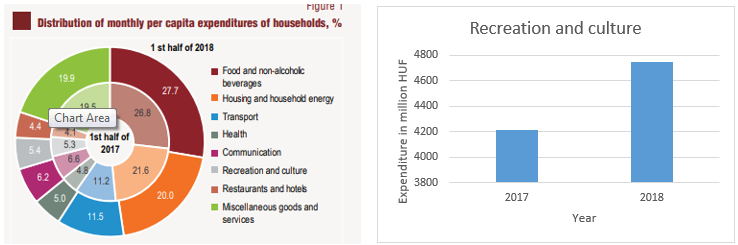 Figure 1
Distribution of monthly per capita expenditures of households, %
1 st half of 2018
19.9
27.7
19.5
26.8
4.4
4.1
Chart Area
1st half of
2017
5.4
5.3
6.6
4.8
11.2
21.6
6.2
5.0
11.5
20.0
Food and non-alcoholic
beverages
Housing and household energy
Transport
Health
Communication
Recreation and culture
Restaurants and hotels
Miscellaneous goods and
services
Recreation and culture
Expenditure in million HUF
4800
4600
4400
4200
4000
3800
2017
2018
Year